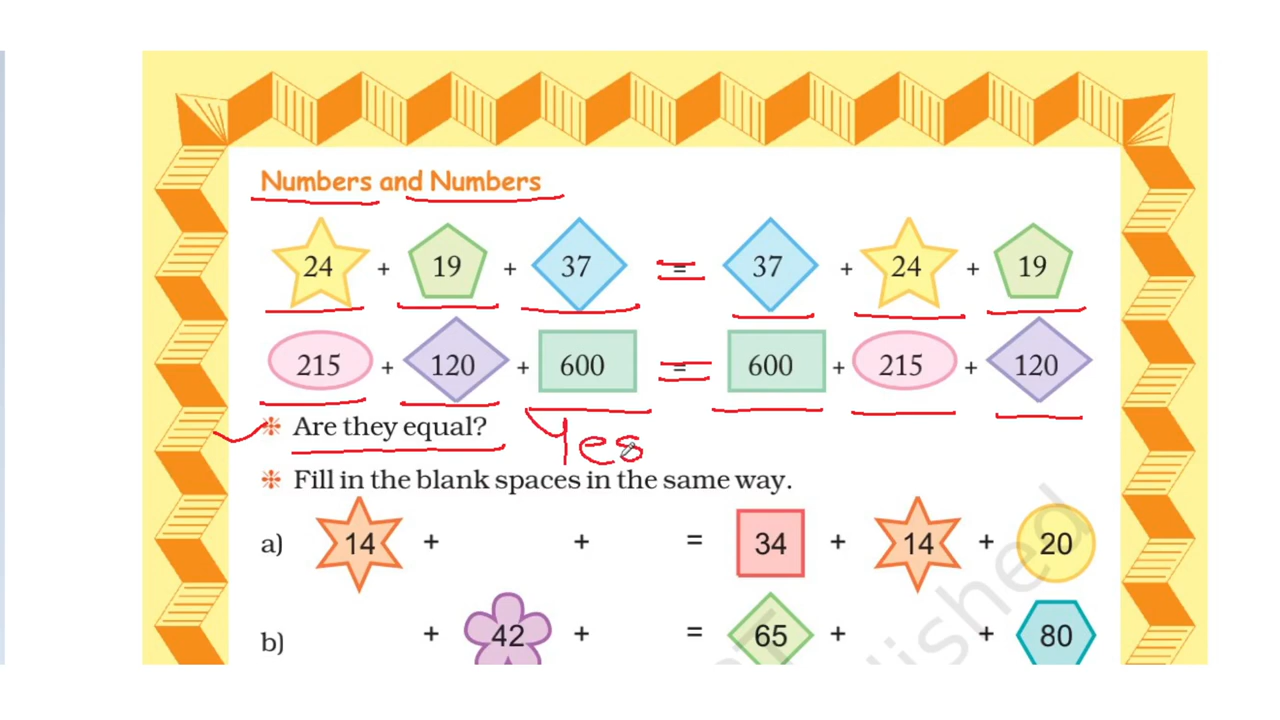 Numbers and Numbers
24 + 19 + 37 = 37 + 24 + 19
215 + 120 + 600 = 600 + 215 + 120
Are they equal? Yes
Fill in the blank spaces in the same way.
a) 14 + + = 34 + 14 + 20
b) + 42 + = 65 + + 80